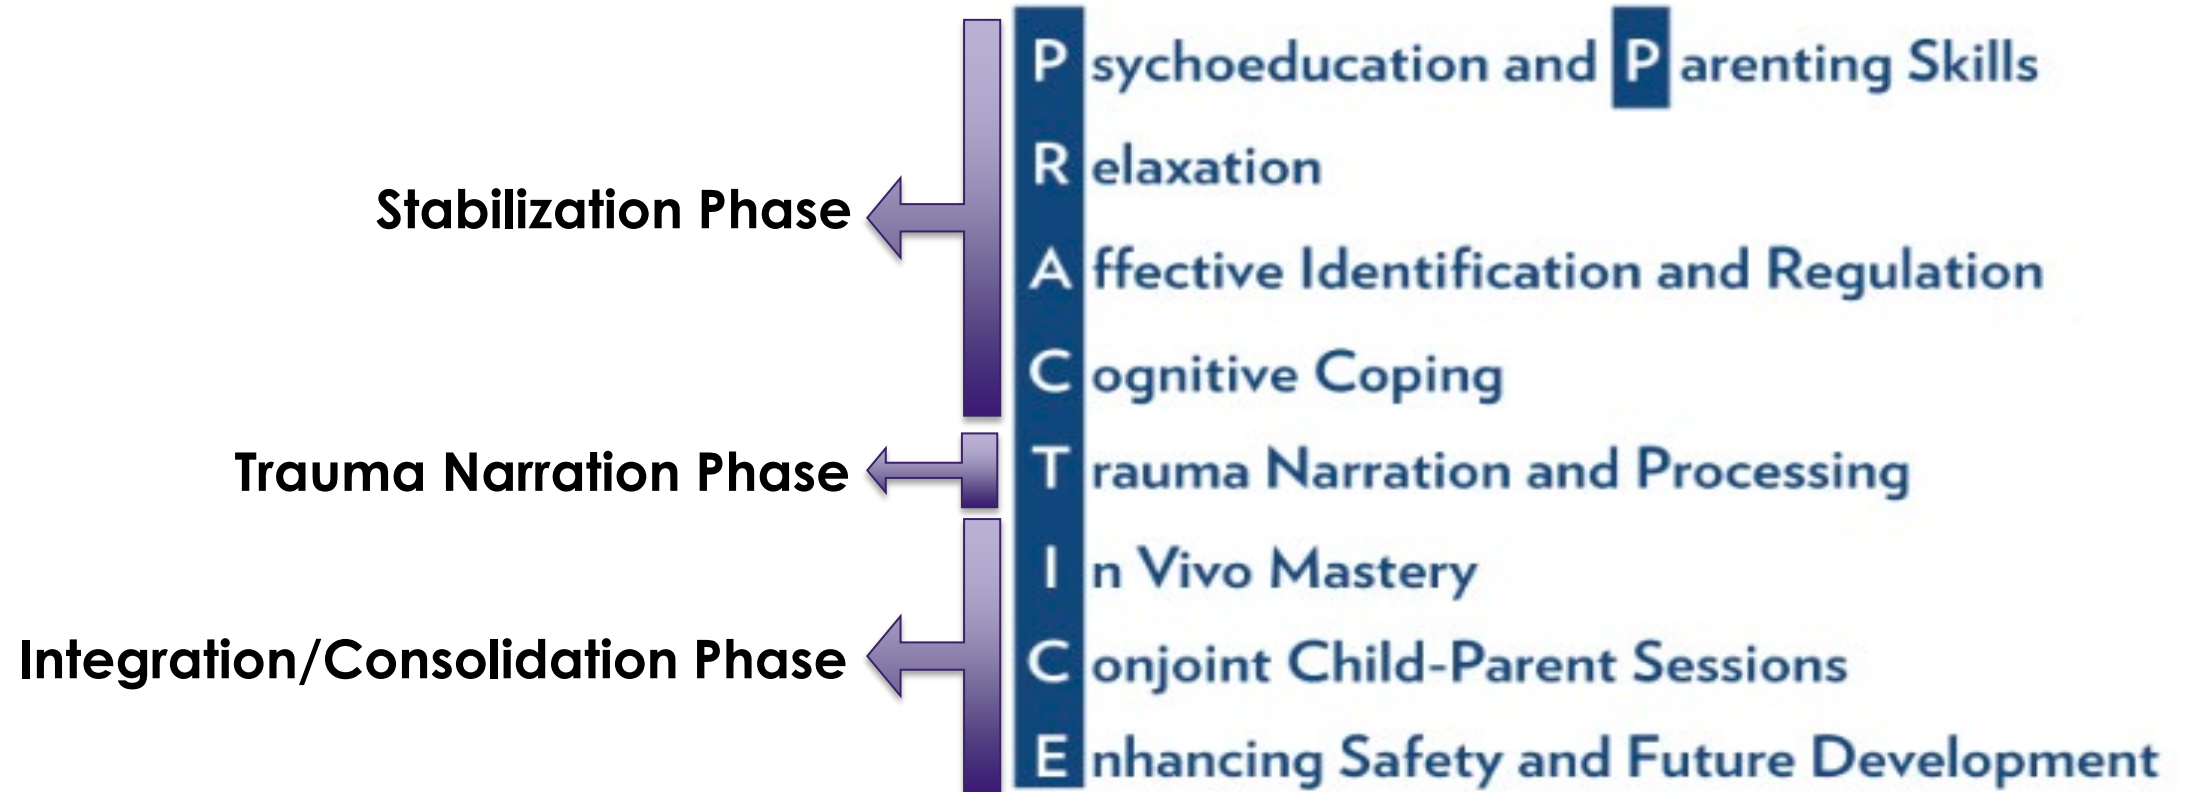 Psychoeducation and Parenting Skills
Relaxation
Stabilization Phase
Affective Identification and Regulation
Cognitive Coping
Trauma Narration Phase
Trauma Narration and Processing
In Vivo Mastery
Integration/Consolidation Phase
Conjoint Child-Parent Sessions
Enhancing Safety and Future Development